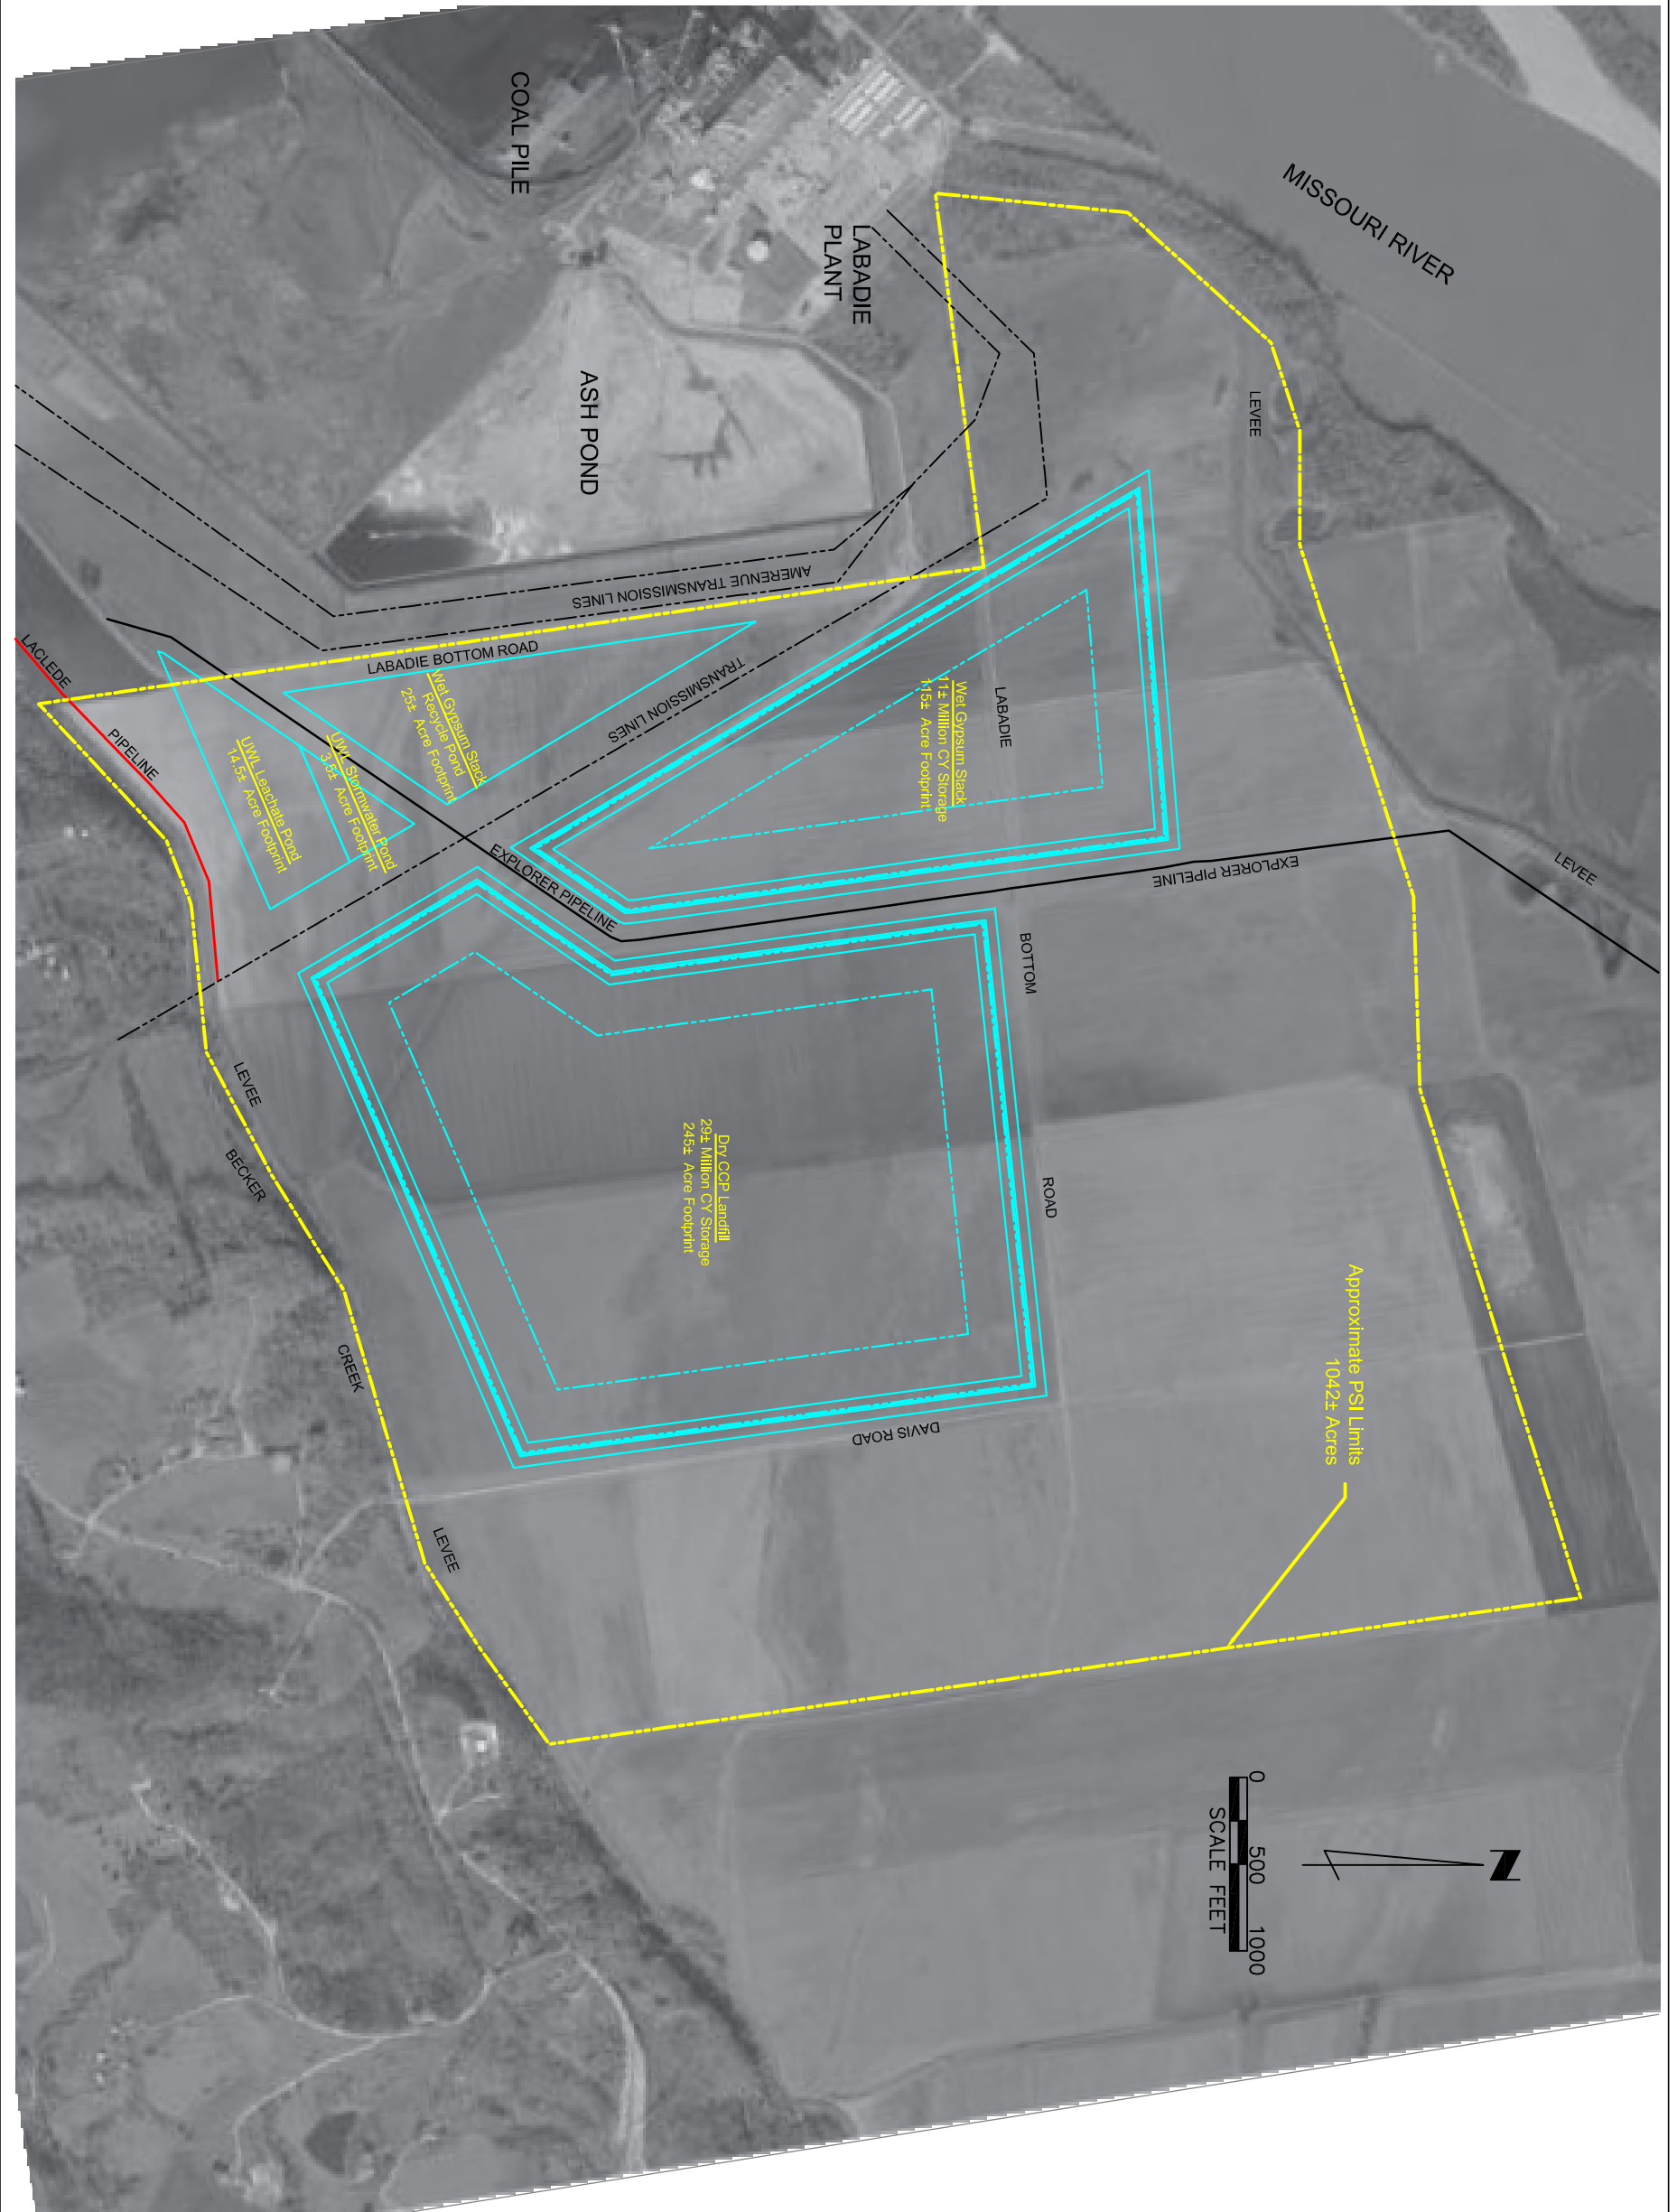 MISSOURI RIVER
COAL PILE
LABADIE
PLANT
ASH POND
LEVEE
LEVEE
AMERENUE TRANSMISSION LINES
LABADIE BOTTOM ROAD
TRANSMISSION LINES
LACLEDE
PIPELINE
Wet Gypsum Stack
Recycle Pond
25± Acre Footprint
UWL Stormwater Pond
3.5± Acre Footprint
UWL Leachate Pond
14.5± Acre Footprint
Wet Gypsum Stack
11± Million CY Storage
115± Acre Footprint
LABADIE
BOTTOM
ROAD
EXPLORER PIPELINE
EXPLORER PIPELINE
Dry CCP Landfill
29± Million CY Storage
245± Acre Footprint
DAVIS ROAD
LEVEE
BECKER
CREEK
LEVEE
Approximate PSI Limits
1042± Acres
N
0 500 1000
SCALE FEET